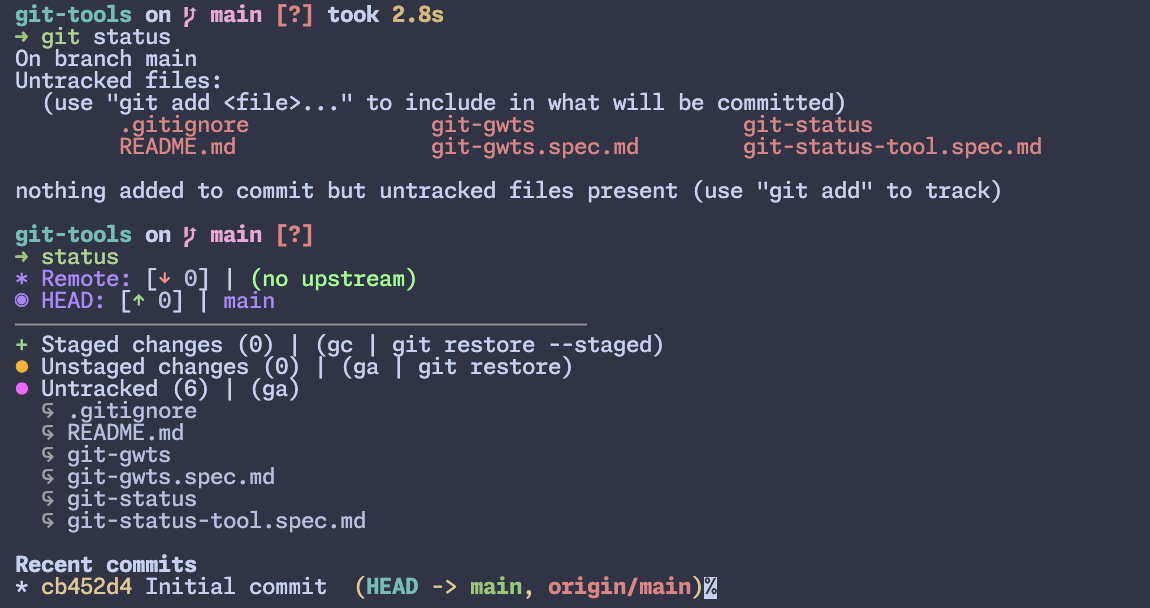 git-tools on main [?] took 2.8s
→ git status
On branch main
Untracked files:
(use "git add <file>..." to include in what will be committed)
.gitignore git-gwts git-status
README.md git-gwts.spec.md git-status-tool.spec.md
nothing added to commit but untracked files present (use "git add" to track)
git-tools on main [?]
→ status
* Remote: [↓ 0] | (no upstream)
◉ HEAD: [↑ 0] | main
+ Staged changes (0) | (gc | git restore --staged)
● Unstaged changes (0) | (ga | git restore)
● Untracked (6) | (ga)
↪ .gitignore
↪ README.md
↪ git-gwts
↪ git-gwts.spec.md
↪ git-status
↪ git-status-tool.spec.md
Recent commits
* cb452d4 Initial commit (HEAD -> main, origin/main)%